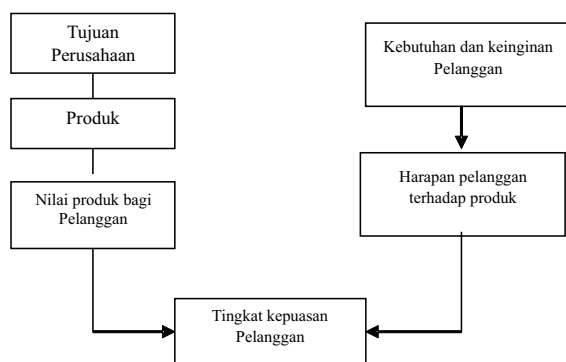 Tujuan
Perusahaan
Produk
Nilai produk bagi
Pelanggan
Kebutuhan dan keinginan
Pelanggan
Harapan pelanggan
terhadap produk
Tingkat kepuasan
Pelanggan